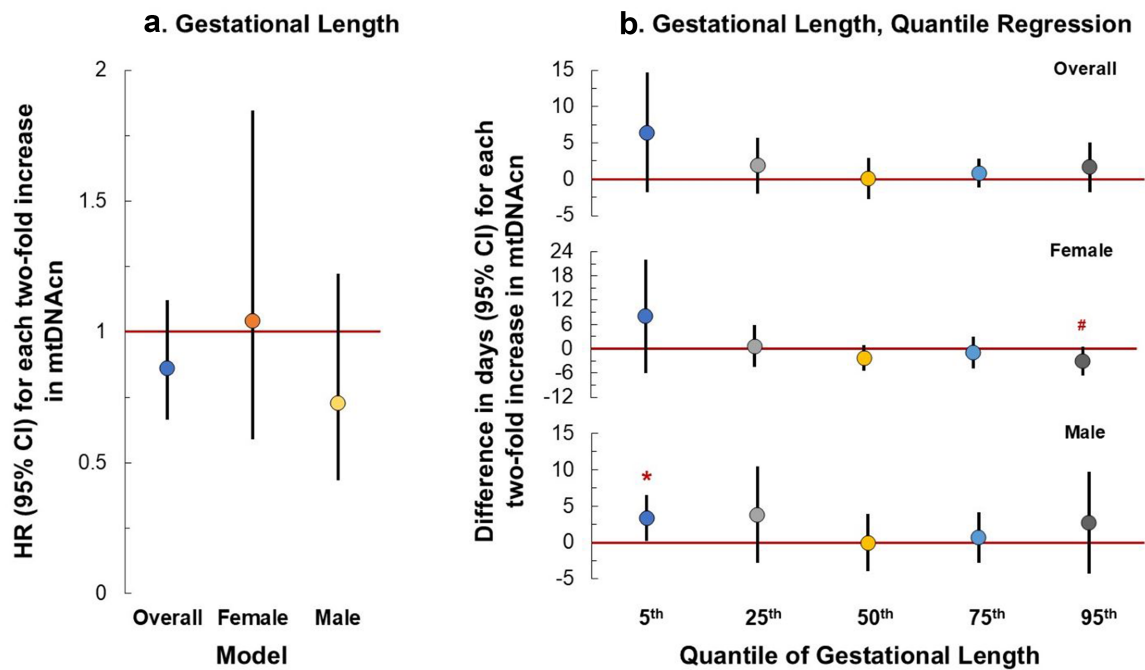 a. Gestational Length
HR (95% CI) for each two-fold increase
in mtDNAcn
2
1.5
1
0.5
0
Overall Female Male
Model
b. Gestational Length, Quantile Regression
Difference in days (95% CI) for each
two-fold increase in mtDNAcn
Overall
15
10
5
0
-5
Female
24
18
12
6
0
-6
-12
#
Male
15
10
5
0
-5
*
5th 25th 50th 75th 95th
Quantile of Gestational Length